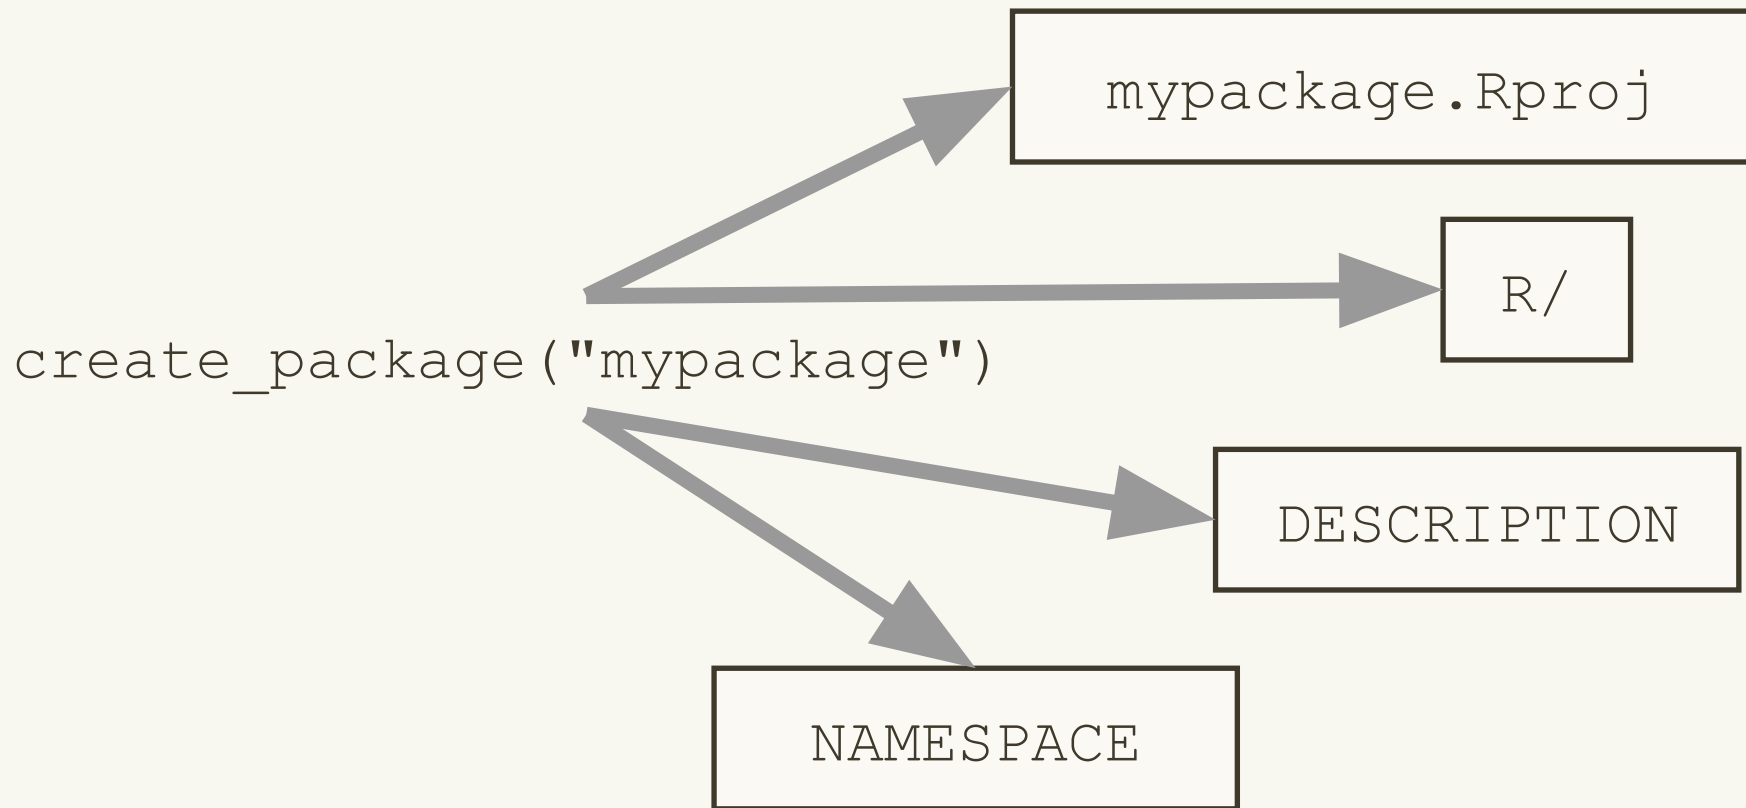 mypackage.Rproj
R/
create_package("mypackage")
DESCRIPTION
NAMESPACE